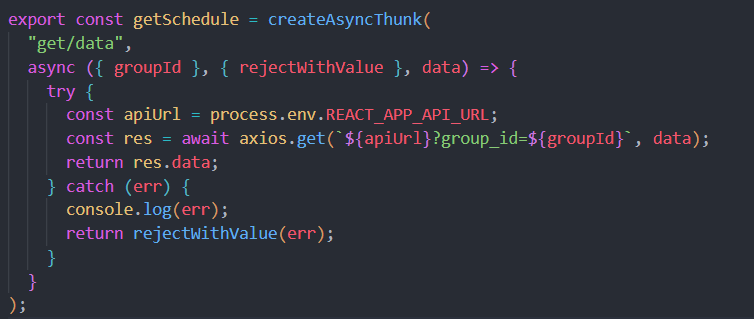 export const getSchedule = createAsyncThunk(
  "get/data",
  async ({ groupId }, { rejectWithValue }, data) => {
    try {
      const apiUrl = process.env.REACT_APP_API_URL;
      const res = await axios.get(`${apiUrl}?group_id=${groupId}`, data);
      return res.data;
    } catch (err) {
      console.log(err);
      return rejectWithValue(err);
    }
  }
);